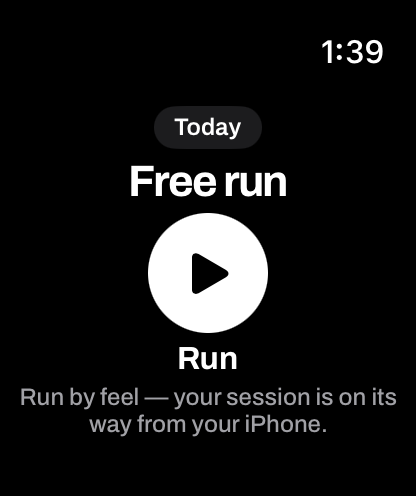 1:39
Today
Free run
Run
Run by feel — your session is on its
way from your iPhone.